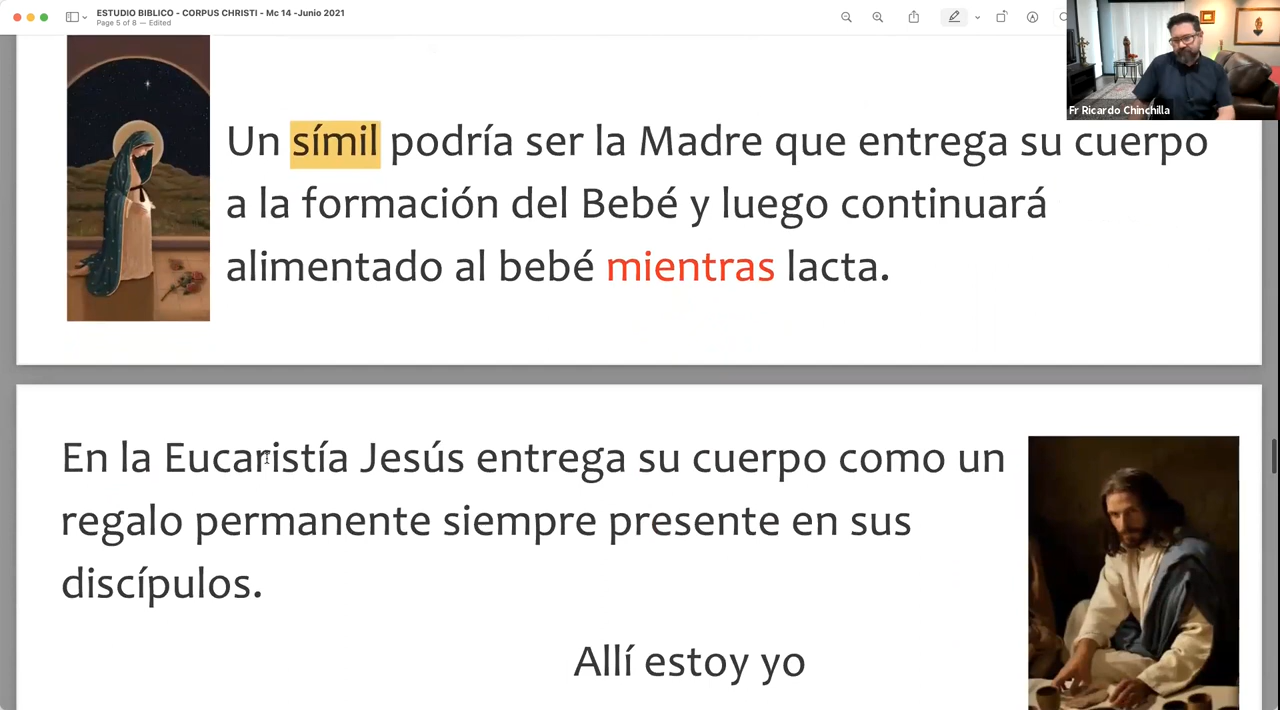 ESTUDIO BIBLICO - CORPUS CHRISTI - Mc 14 -Junio 2021
Page 5 of 8 — Edited
Fr Ricardo Chinchilla
Un símil podría ser la Madre que entrega su cuerpo
a la formación del Bebé y luego continuará
alimentado al bebé mientras lacta.
En la Eucaristía Jesús entrega su cuerpo como un
regalo permanente siempre presente en sus
discípulos.
Allí estoy yo